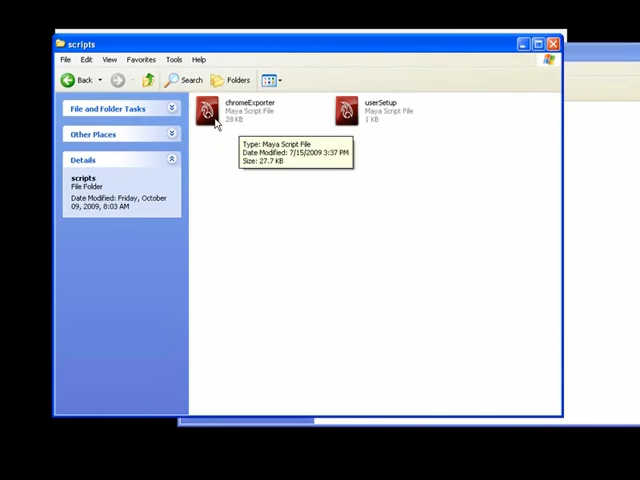 scripts
File Edit View Favorites Tools Help
Back Search Folders
File and Folder Tasks
Other Places
Details
scripts
File Folder
Date Modified: Friday, October
09, 2009, 8:03 AM
chromeExporter
Maya Script File
28 KB
userSetup
Maya Script File
1 KB
Type: Maya Script File
Date Modified: 7/15/2009 3:37 PM
Size: 27.7 KB